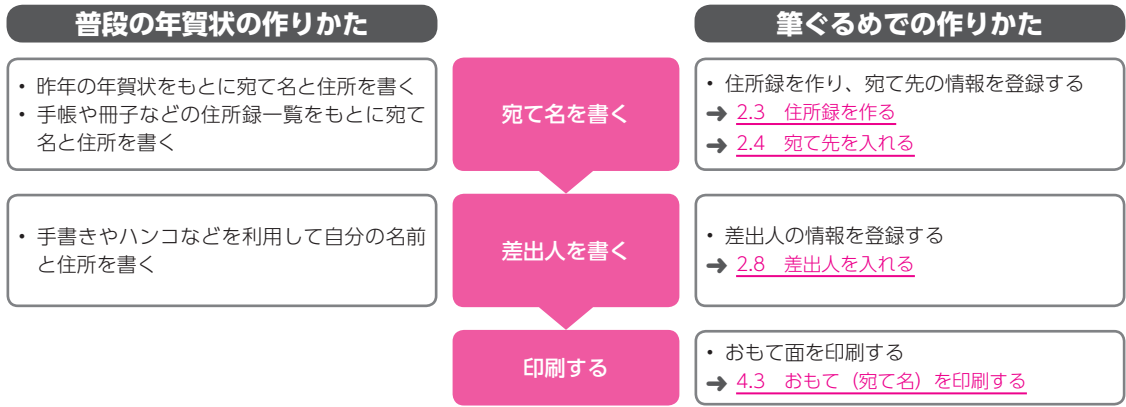 普段の年賀状の作りかた
筆ぐるめでの作りかた
・ 昨年の年賀状をもとに宛て名と住所を書く
・ 手帳や冊子などの住所録一覧をもとに宛て
名と住所を書く
宛て名を書く
・ 住所録を作り、宛て先の情報を登録する
➜ 2.3 住所録を作る
➜ 2.4 宛て先を入れる
・ 手書きやハンコなどを利用して自分の名前
と住所を書く
差出人を書く
・ 差出人の情報を登録する
➜ 2.8 差出人を入れる
印刷する
・ おもて面を印刷する
➜ 4.3 おもて（宛て名）を印刷する